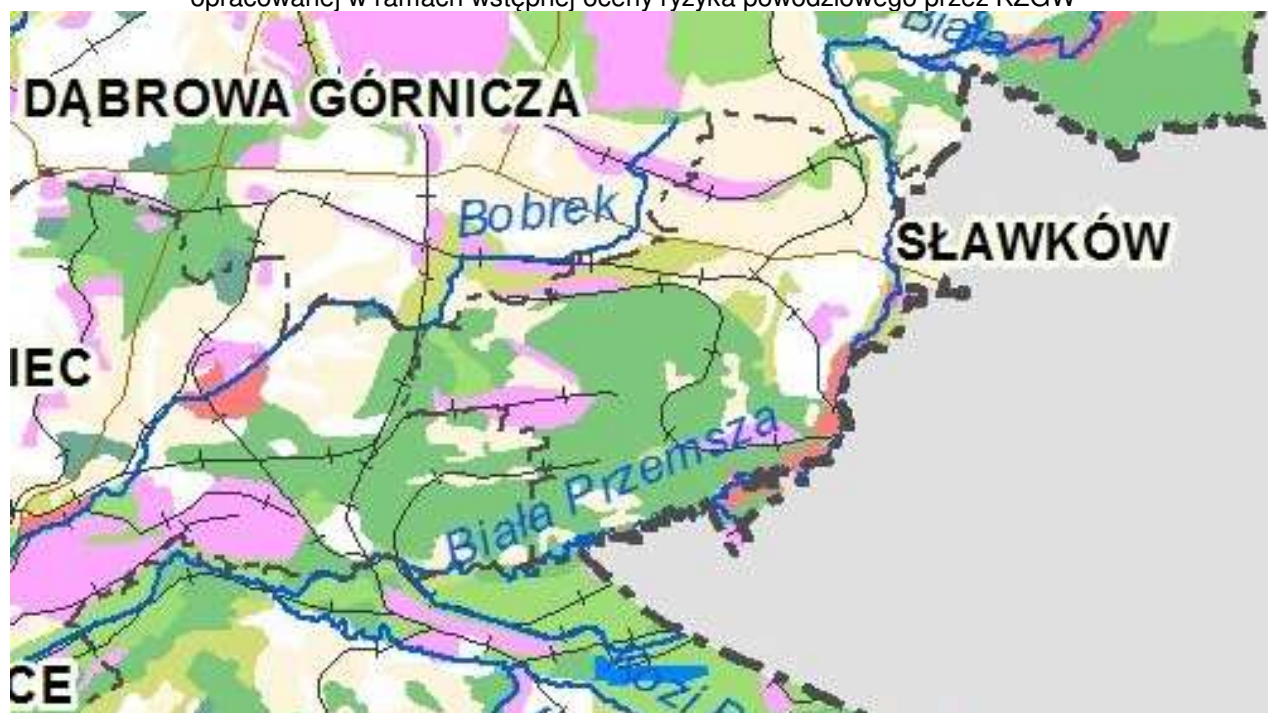 opracowanej w ramach wstępnej oceny ryzyka powodziowego przez RZGW
Biała
DĄBROWA GÓRNICZA
Bobrek
SŁAWKÓW
IEC
Biała Przemsza
CE